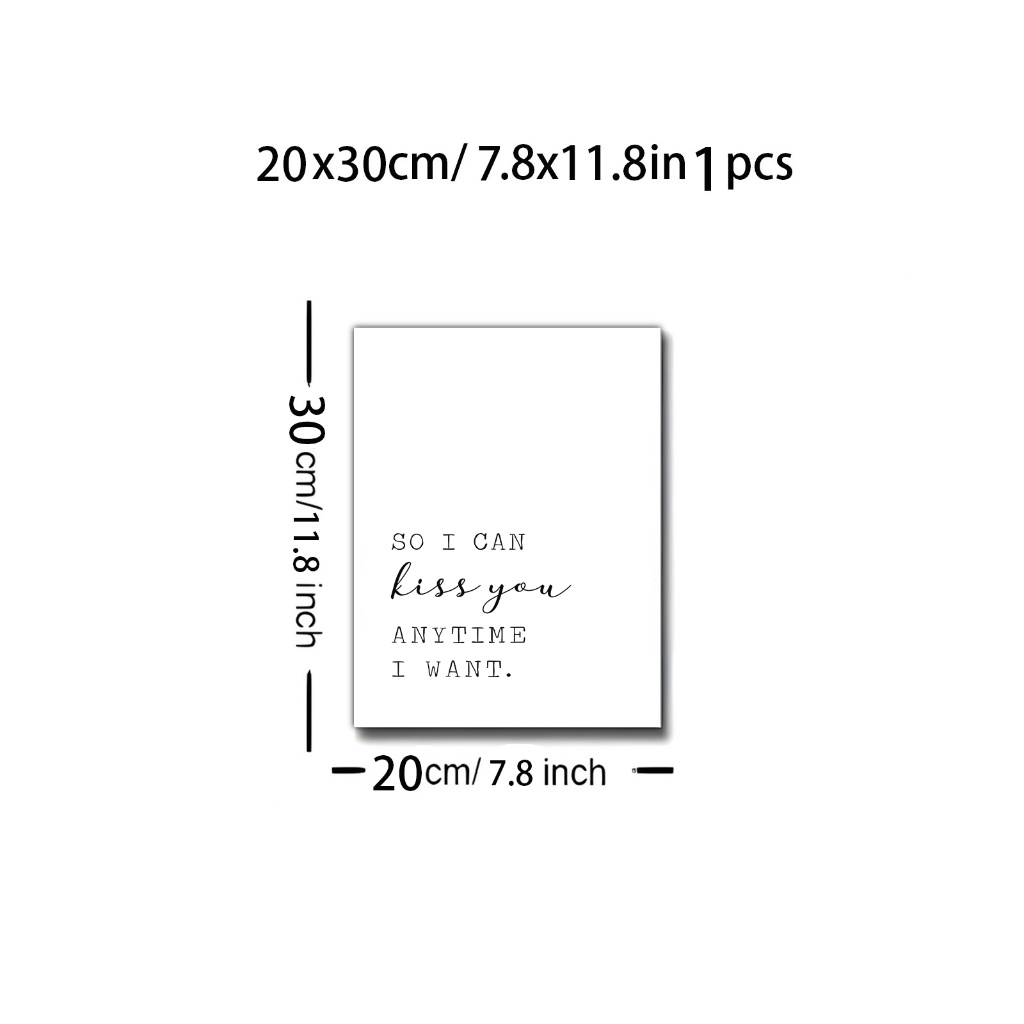 20x30cm/ 7.8x11.8in 1 pcs
30cm/11.8 inch
SO I CAN
kiss you
ANYTIME
I WANT.
20cm/ 7.8 inch